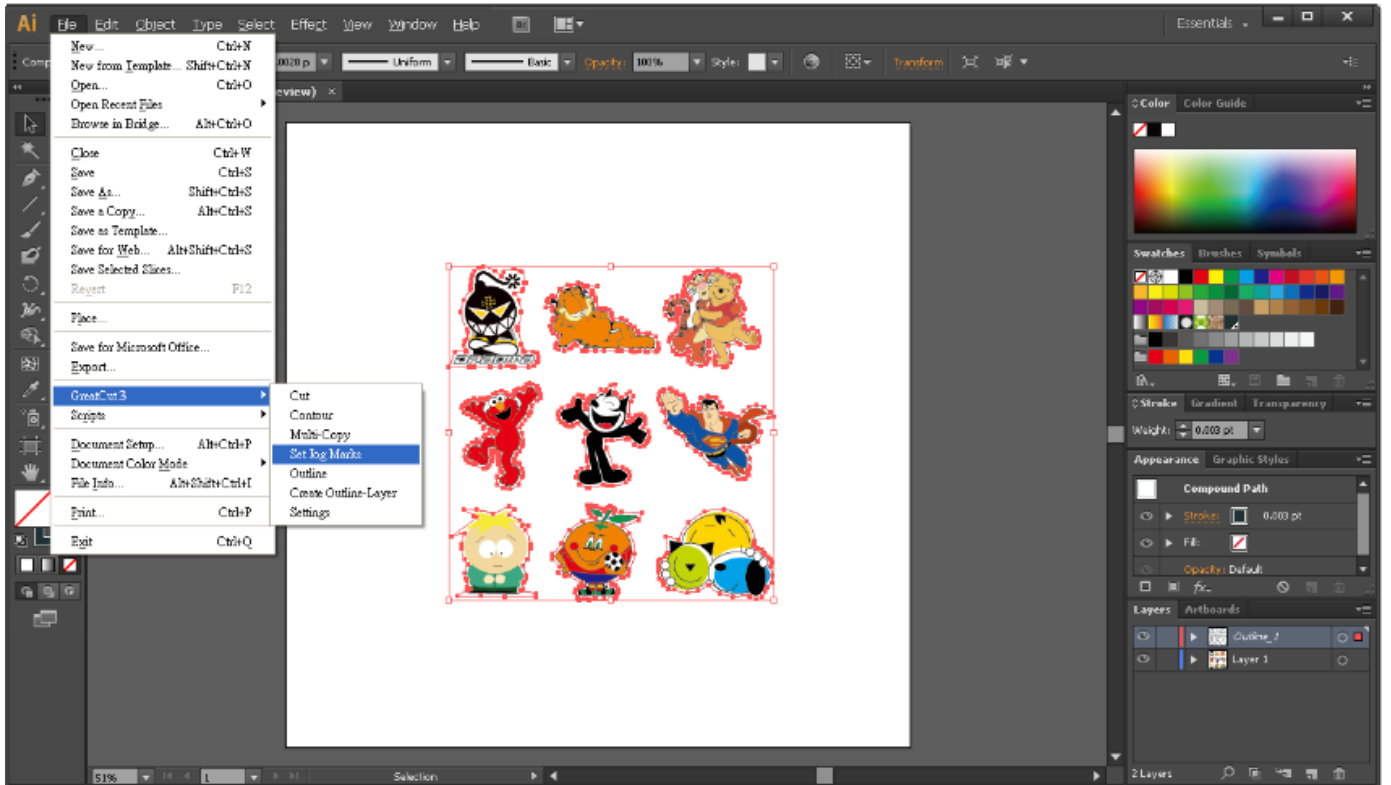 Ai File Edit Object Type Select Effect View Window Help Br Essentials
Comp .0028 p Uniform Basic Opacity: 100% Style: Transform
eview) ×
New... Ctrl+N
New from Template... Shift+Ctrl+N
Open... Ctrl+O
Open Recent Files
Browse in Bridge... Alt+Ctrl+O
Close Ctrl+W
Save Ctrl+S
Save As... Shift+Ctrl+S
Save a Copy... Alt+Ctrl+S
Save as Template...
Save for Web... Alt+Shift+Ctrl+S
Save Selected Slices...
Revert F12
Place...
Save for Microsoft Office...
Export...
GreatCut 3
Scripts
Document Setup... Alt+Ctrl+P
Document Color Mode
File Info... Alt+Shift+Ctrl+I
Print... Ctrl+P
Exit Ctrl+Q
Cut
Contour
Multi-Copy
Set Jog Marks
Outline
Create Outline-Layer
Settings
Color Color Guide
Swatches Brushes Symbols
Stroke Gradient Transparency
Weight: 0.003 pt
Appearance Graphic Styles
Compound Path
Stroke: 0.003 pt
Fill:
Opacity: Default
fx.
Layers Artboards
Outline_1
Layer 1
2 Layers
51% 1 Selection